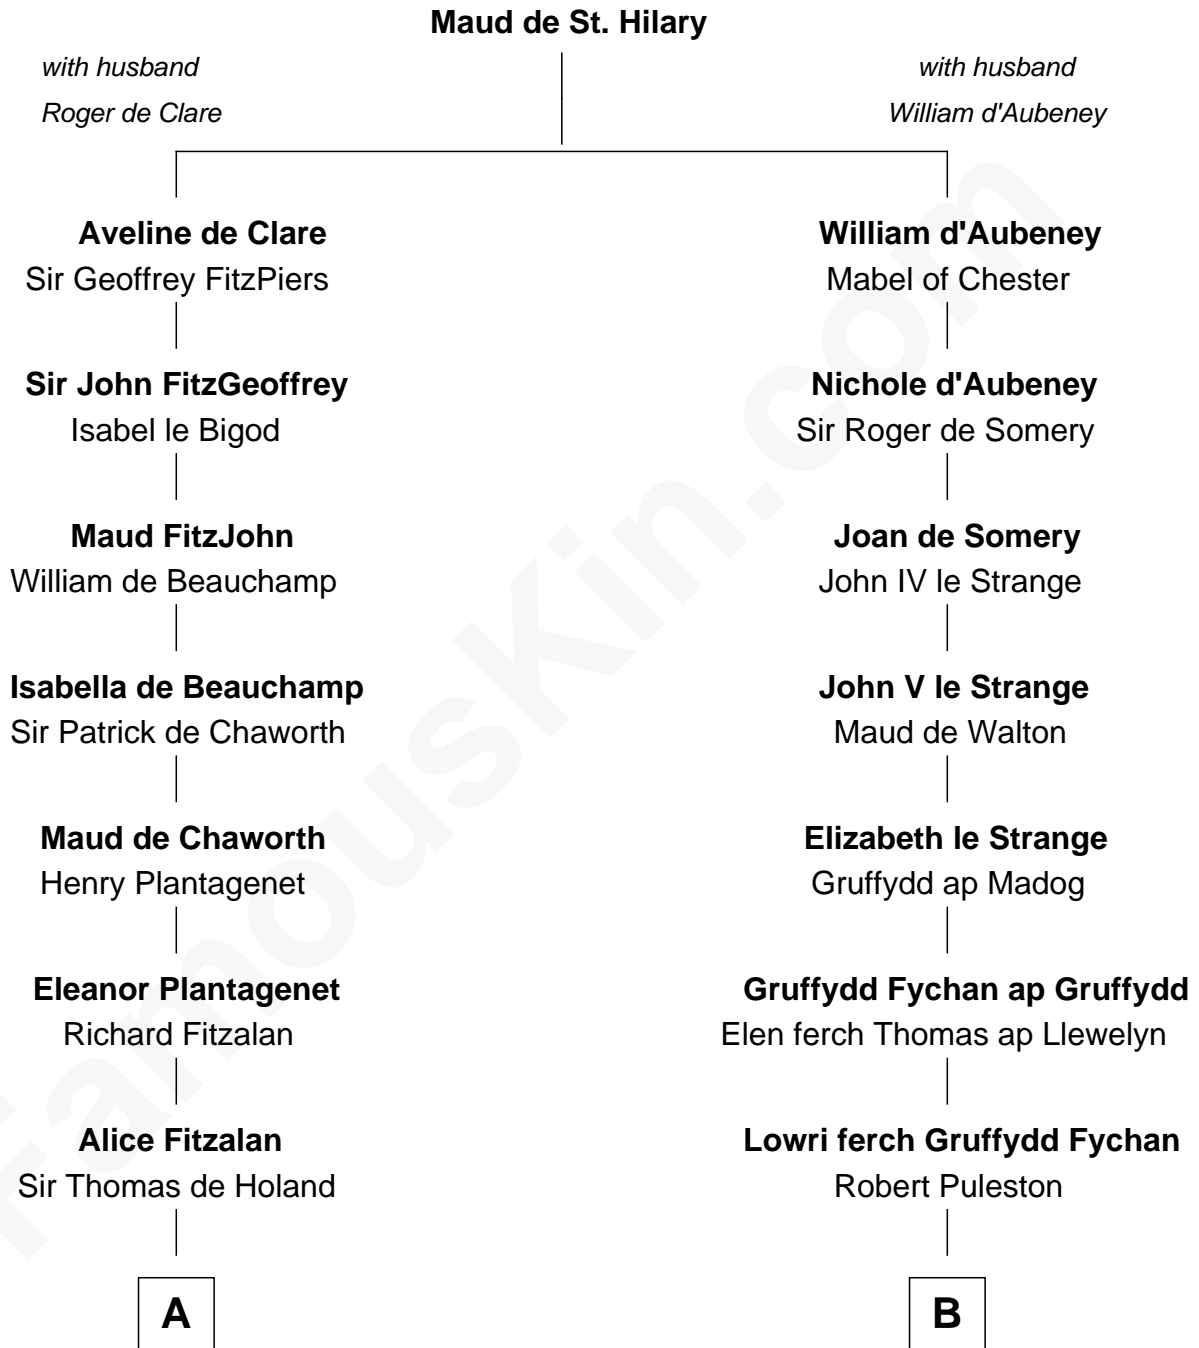 Maud de St. Hilary
with husband
Roger de Clare
with husband
William d'Aubeney
Aveline de Clare
Sir Geoffrey FitzPiers
William d'Aubeney
Mabel of Chester
Sir John FitzGeoffrey
Isabel le Bigod
Nichole d'Aubeney
Sir Roger de Somery
Maud FitzJohn
William de Beauchamp
Joan de Somery
John IV le Strange
Isabella de Beauchamp
Sir Patrick de Chaworth
John V le Strange
Maud de Walton
Maud de Chaworth
Henry Plantagenet
Elizabeth le Strange
Gruffydd ap Madog
Eleanor Plantagenet
Richard Fitzalan
Gruffydd Fychan ap Gruffydd
Elen ferch Thomas ap Llewelyn
Alice Fitzalan
Sir Thomas de Holand
Lowri ferch Gruffydd Fychan
Robert Puleston
A
B
FamousKin.com